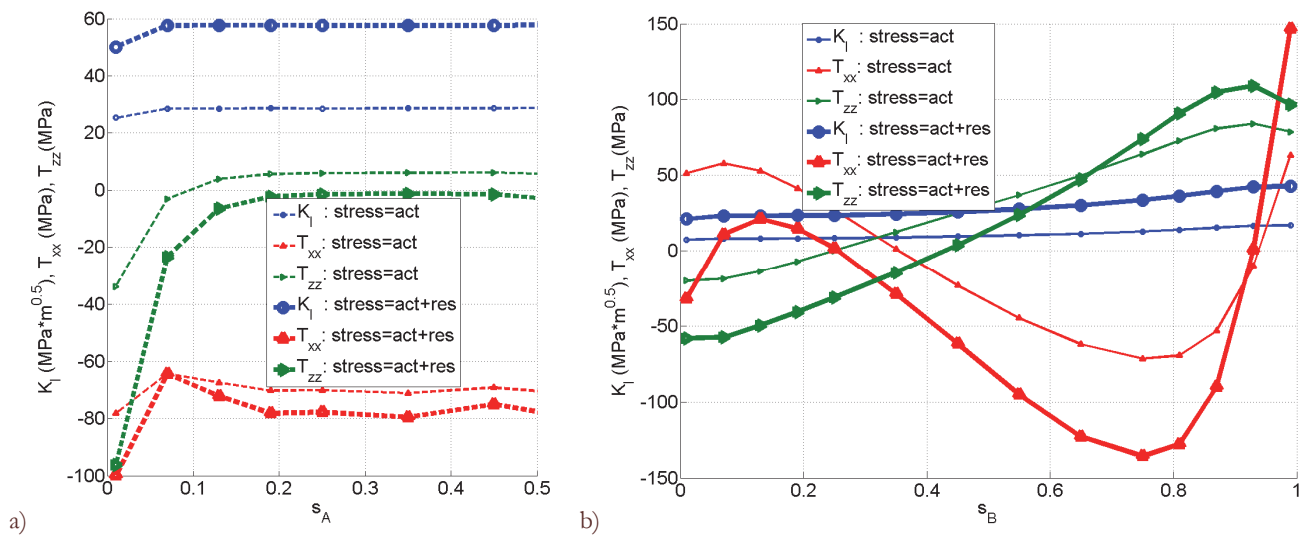 60
40
20
0
-20
-40
-60
-80
-100
0
0.1
0.2
0.3
0.4
0.5
K_I (MPa*m^0.5), T_xx (MPa), T_zz(MPa)
s_A
K_I : stress=act
T_xx: stress=act
T_zz: stress=act
K_I : stress=act+res
T_xx: stress=act+res
T_zz: stress=act+res
a)
150
100
50
0
-50
-100
-150
0
0.2
0.4
0.6
0.8
1
K_I (MPa*m^0.5), T_xx (MPa), T_zz (MPa)
s_B
K_I : stress=act
T_xx: stress=act
T_zz: stress=act
K_I : stress=act+res
T_xx: stress=act+res
T_zz: stress=act+res
b)